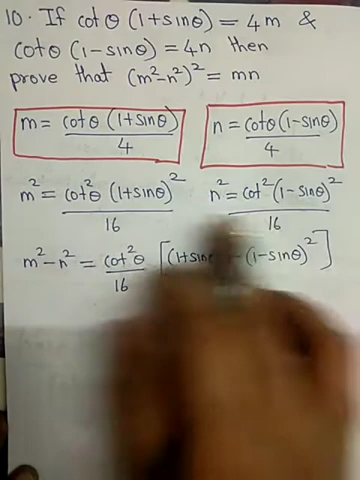 10. If cotθ (1+sinθ) = 4m &
cotθ (1-sinθ) = 4n then
prove that (m²-n²)² = mn
m = cotθ (1+sinθ) / 4 n = cotθ (1-sinθ) / 4
m² = cot²θ (1+sinθ)² / 16 n² = cot² (1-sinθ)² / 16
m²-n² = cot²θ / 16 [(1+sin - (1-sinθ)²]